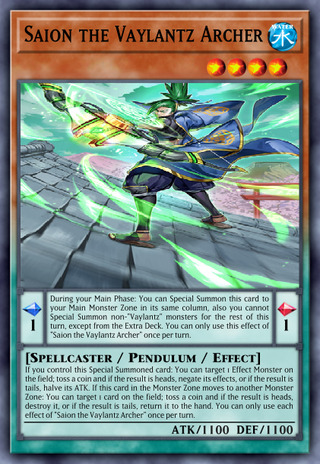 Saion the Vaylantz Archer
WATER
水
During your Main Phase: You can Special Summon this card to
your Main Monster Zone in its same column, also you cannot
Special Summon non-"Vaylantz" monsters for the rest of this
turn, except from the Extra Deck. You can only use this effect of
"Saion the Vaylantz Archer" once per turn.
1
1
[Spellcaster / Pendulum / Effect]
If you control this Special Summoned card: You can target 1 Effect Monster on
the field; toss a coin and if the result is heads, negate its effects, or if the result is
tails, halve its ATK. If this card in the Monster Zone moves to another Monster
Zone: You can target 1 card on the field; toss a coin and if the result is heads,
destroy it, or if the result is tails, return it to the hand. You can only use each
effect of "Saion the Vaylantz Archer" once per turn.
ATK/1100 DEF/1100